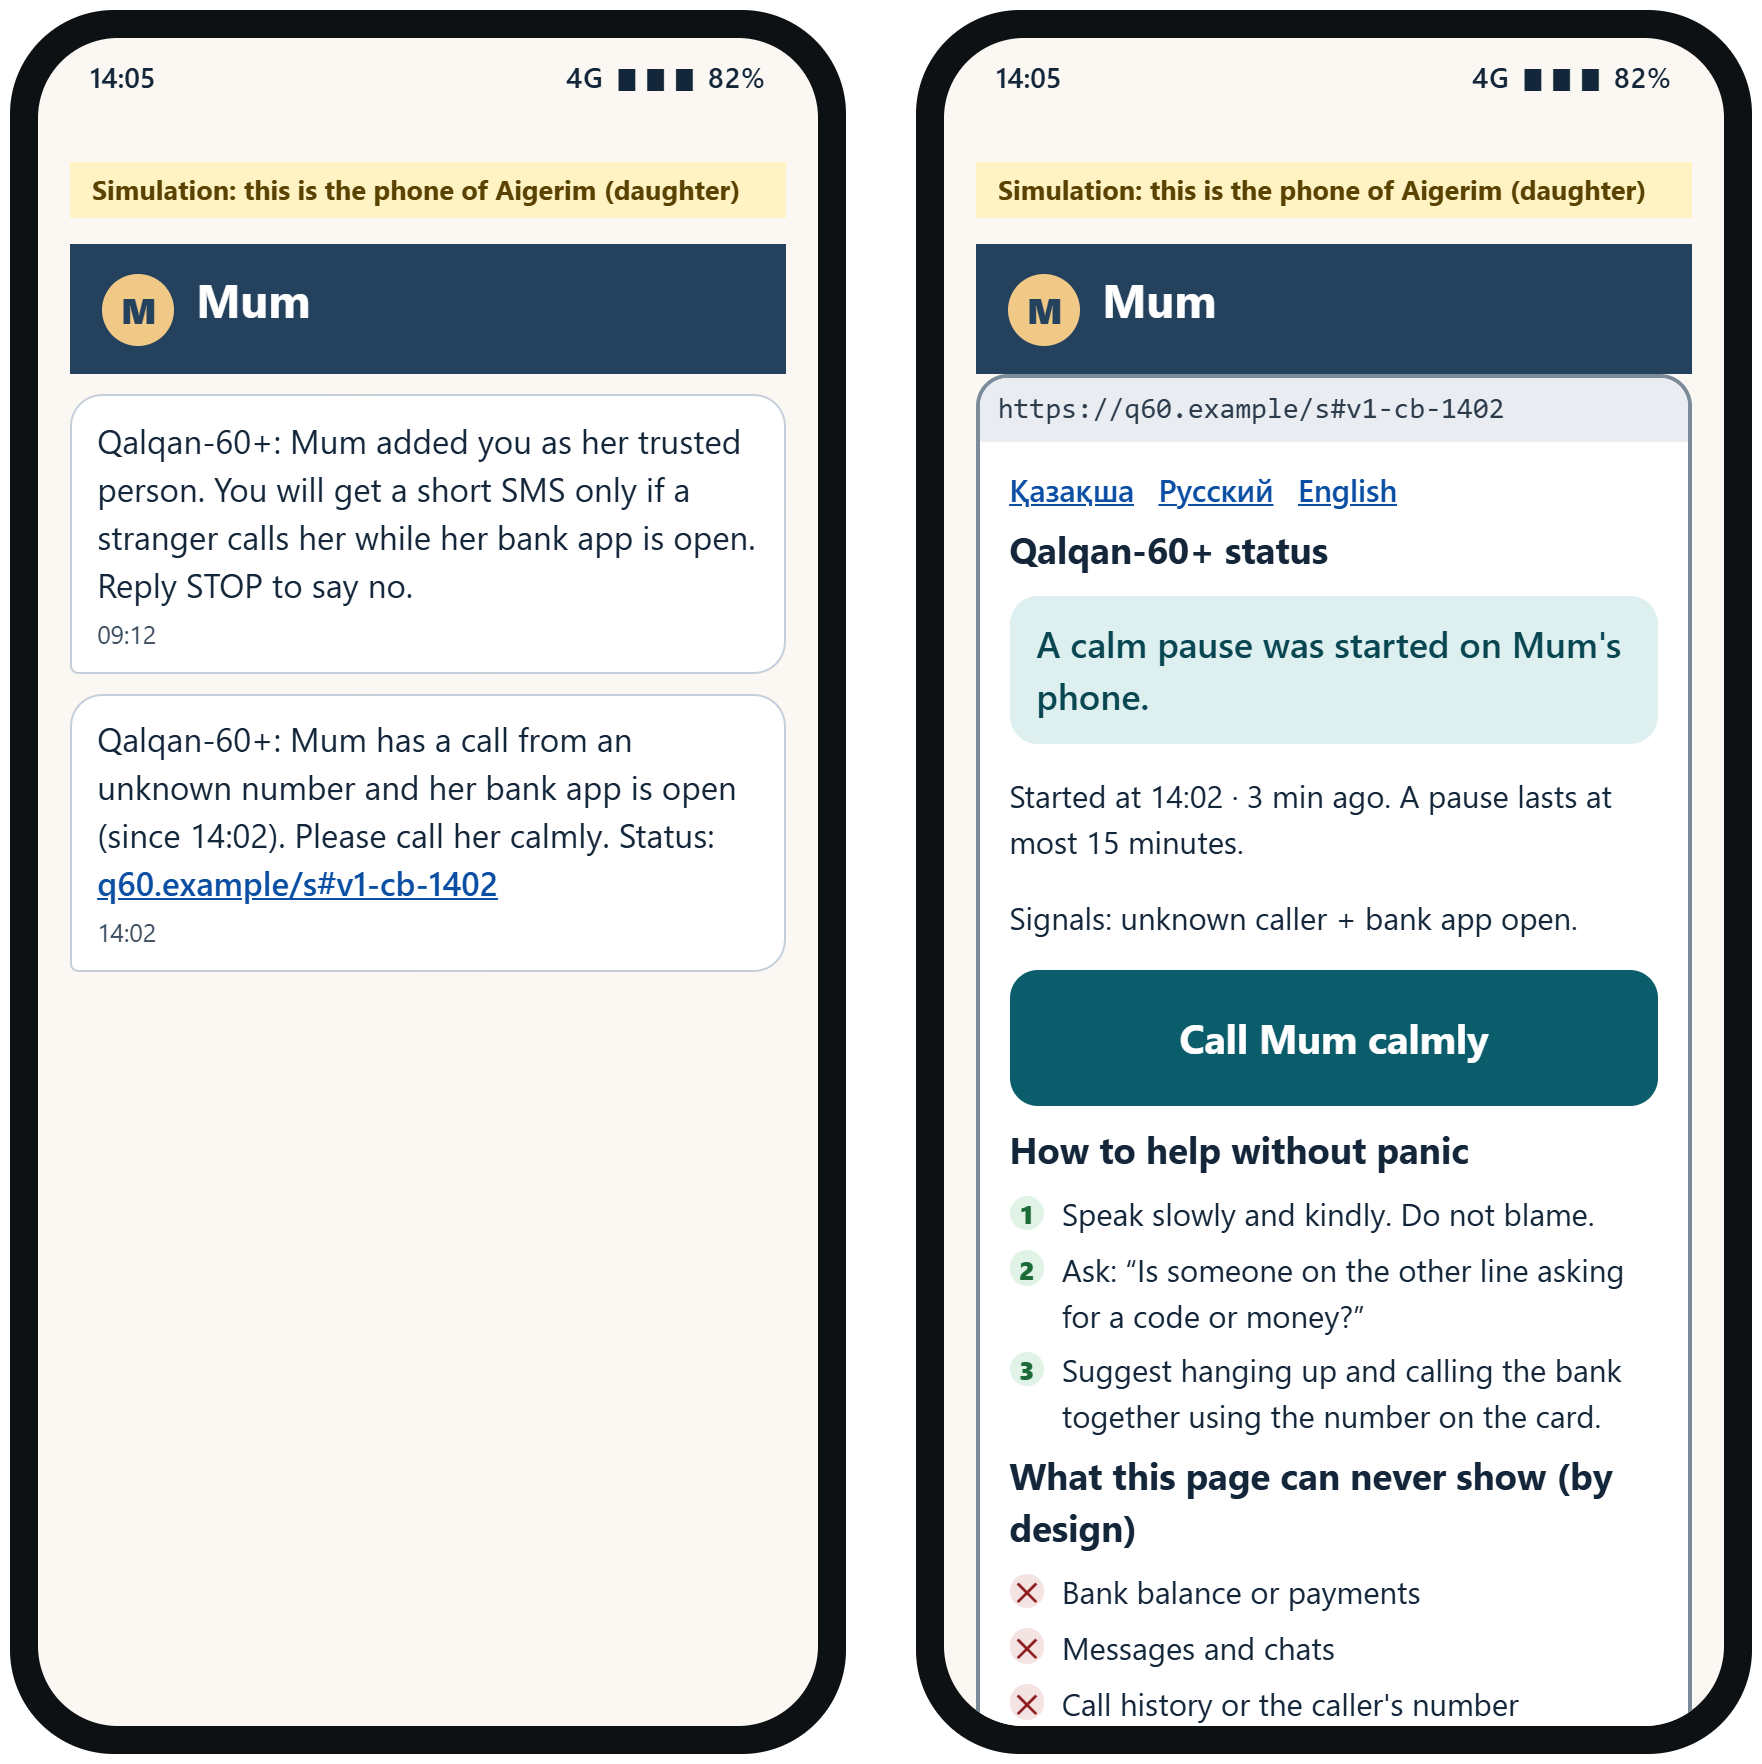 14:05
4G 82%
Simulation: this is the phone of Aigerim (daughter)
M
Mum
Qalqan-60+: Mum added you as her trusted
person. You will get a short SMS only if a
stranger calls her while her bank app is open.
Reply STOP to say no.
09:12
Qalqan-60+: Mum has a call from an
unknown number and her bank app is open
(since 14:02). Please call her calmly. Status:
q60.example/s#v1-cb-1402
14:02
14:05
4G 82%
Simulation: this is the phone of Aigerim (daughter)
M
Mum
https://q60.example/s#v1-cb-1402
Қазақша Русский English
Qalqan-60+ status
A calm pause was started on Mum's
phone.
Started at 14:02 · 3 min ago. A pause lasts at
most 15 minutes.
Signals: unknown caller + bank app open.
Call Mum calmly
How to help without panic
1 Speak slowly and kindly. Do not blame.
2 Ask: “Is someone on the other line asking
for a code or money?”
3 Suggest hanging up and calling the bank
together using the number on the card.
What this page can never show (by
design)
Bank balance or payments
Messages and chats
Call history or the caller's number